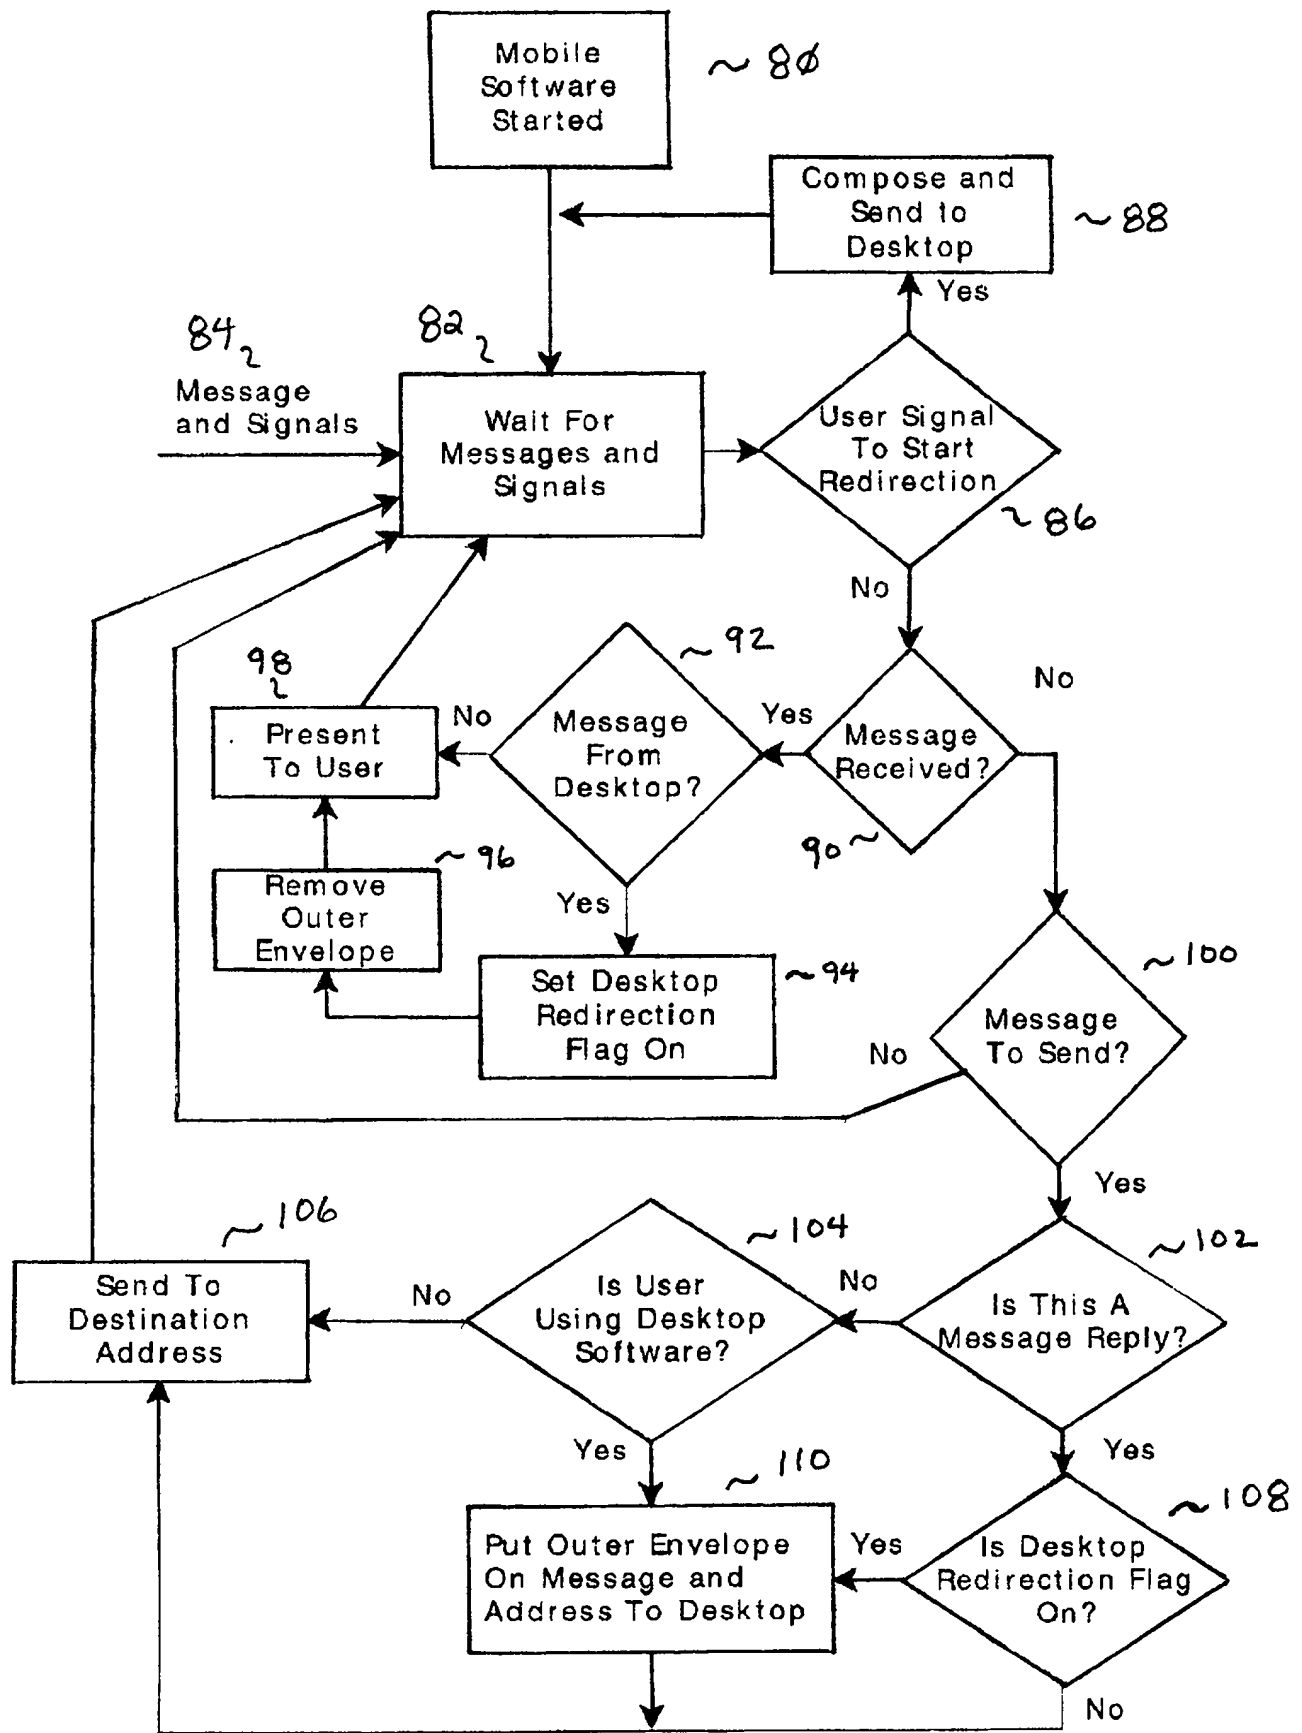 Mobile
Software
Started
~ 80
Compose and
Send to
Desktop
~ 88
Yes
84
Message
and Signals
82
Wait For
Messages and
Signals
User Signal
To Start
Redirection
~ 86
No
~ 92
98
Present
To User
No
Message
From
Desktop?
Yes
Message
Received?
No
90 ~
~ 96
Remove
Outer
Envelope
Yes
Set Desktop
Redirection
Flag On
~ 94
~ 100
Message
To Send?
No
Yes
~ 106
Send To
Destination
Address
No
~ 104
Is User
Using Desktop
Software?
No
~ 102
Is This A
Message Reply?
Yes
~ 110
Yes
~ 108
Put Outer Envelope
On Message and
Address To Desktop
Yes
Is Desktop
Redirection Flag
On?
No